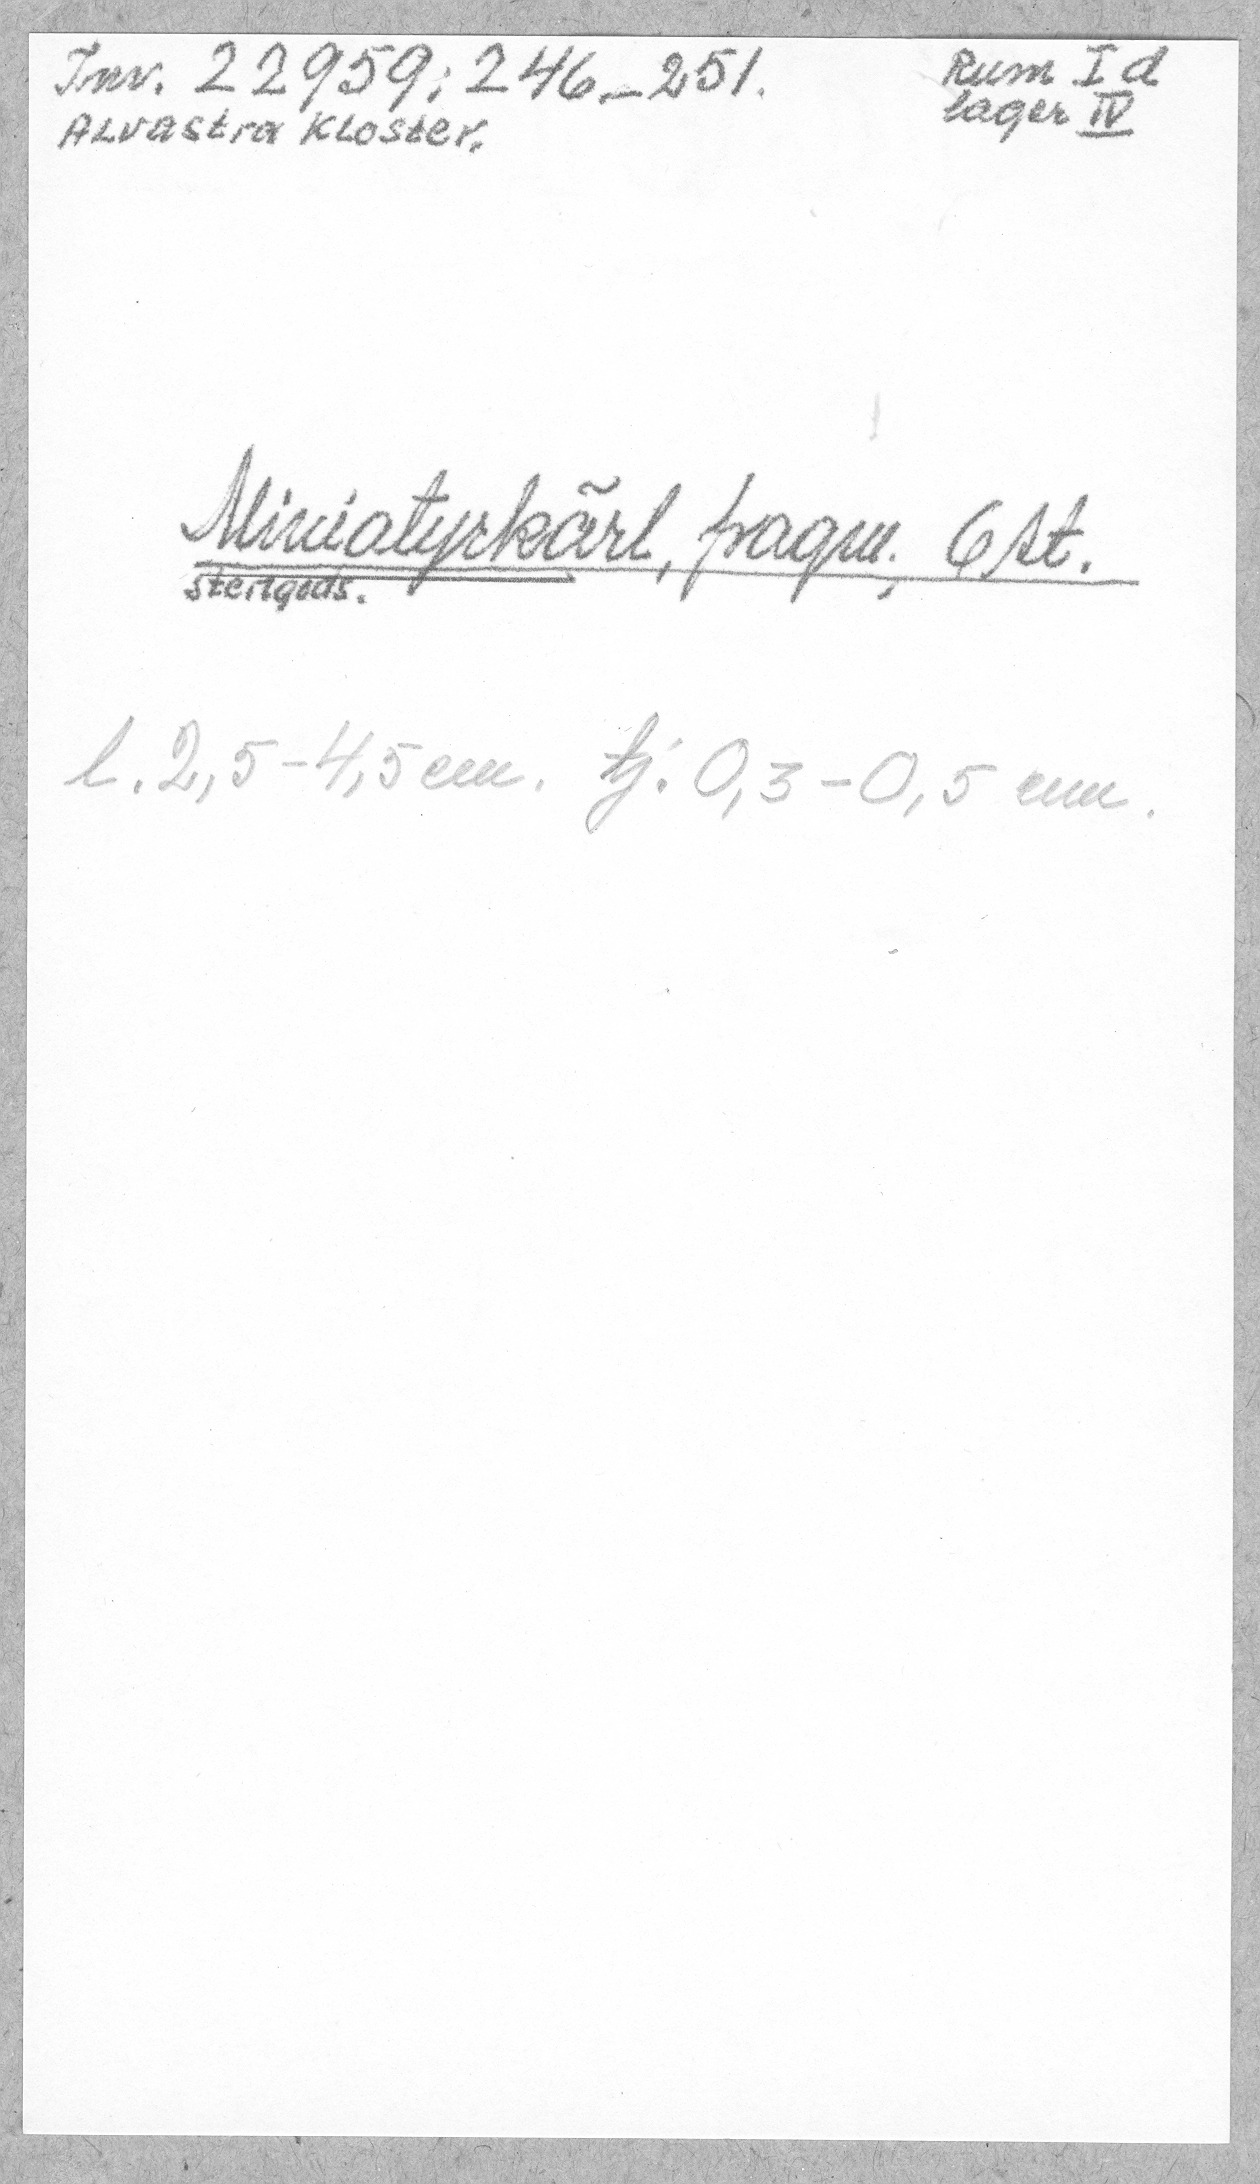 Inv. 22959:246-251.
Rum I d
Alvastra Kloster.
lager IV
Miniatyrkärl, fragm. 6 st.
stengods.
l. 2,5-4,5 cm. tj. 0,3-0,5 cm.